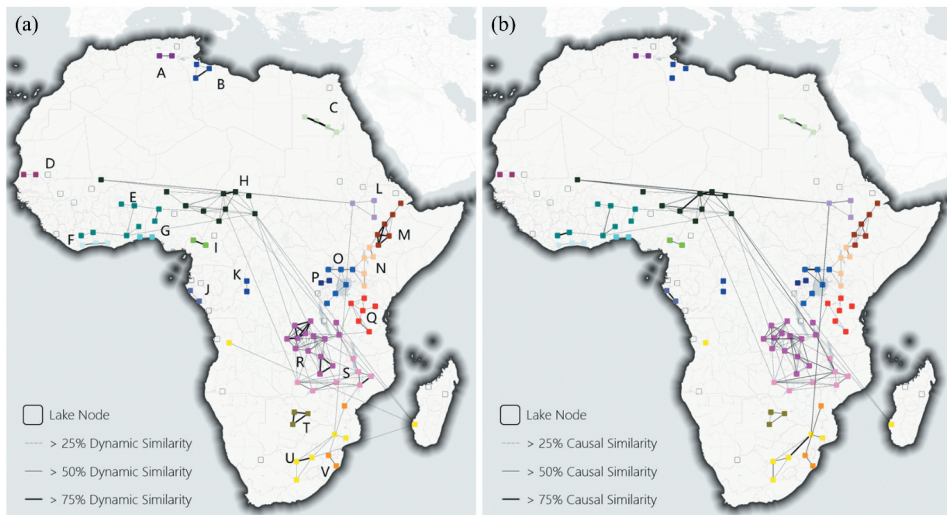 (a)
A
B
C
D
E
F
G
H
I
J
K
L
M
N
O
P
Q
R
S
T
U
V
Lake Node
> 25% Dynamic Similarity
> 50% Dynamic Similarity
> 75% Dynamic Similarity
(b)
Lake Node
> 25% Causal Similarity
> 50% Causal Similarity
> 75% Causal Similarity